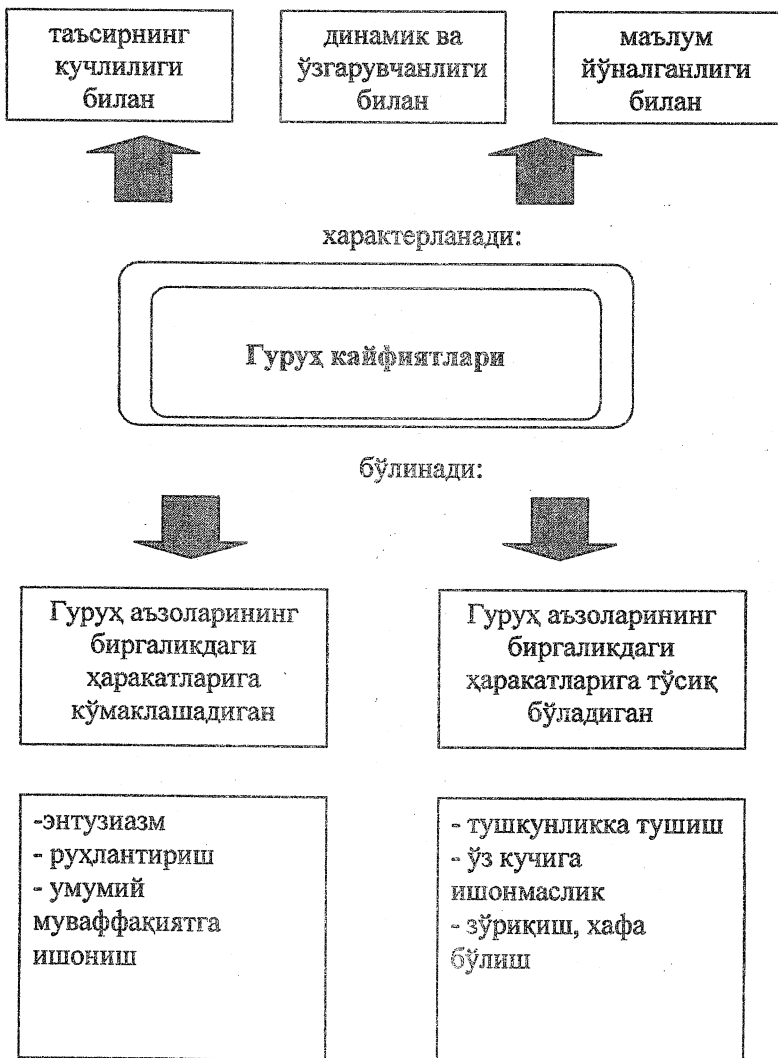 таъсирнинг
кучлилиги
билан
динамик ва
ўзгарувчанлиги
билан
маълум
йўналганлиги
билан
характерланади:
Гуруҳ кайфиятлари
бўлинади:
Гуруҳ аъзоларининг
биргаликдаги
ҳаракатларига
кўмаклашадиган
Гуруҳ аъзоларининг
биргаликдаги
ҳаракатларига тўсиқ
бўладиган
-энтузиазм
- руҳлантириш
- умумий
муваффақиятга
ишониш
- тушкунликка тушиш
- ўз кучига
ишонмаслик
- зўриқиш, хафа
бўлиш